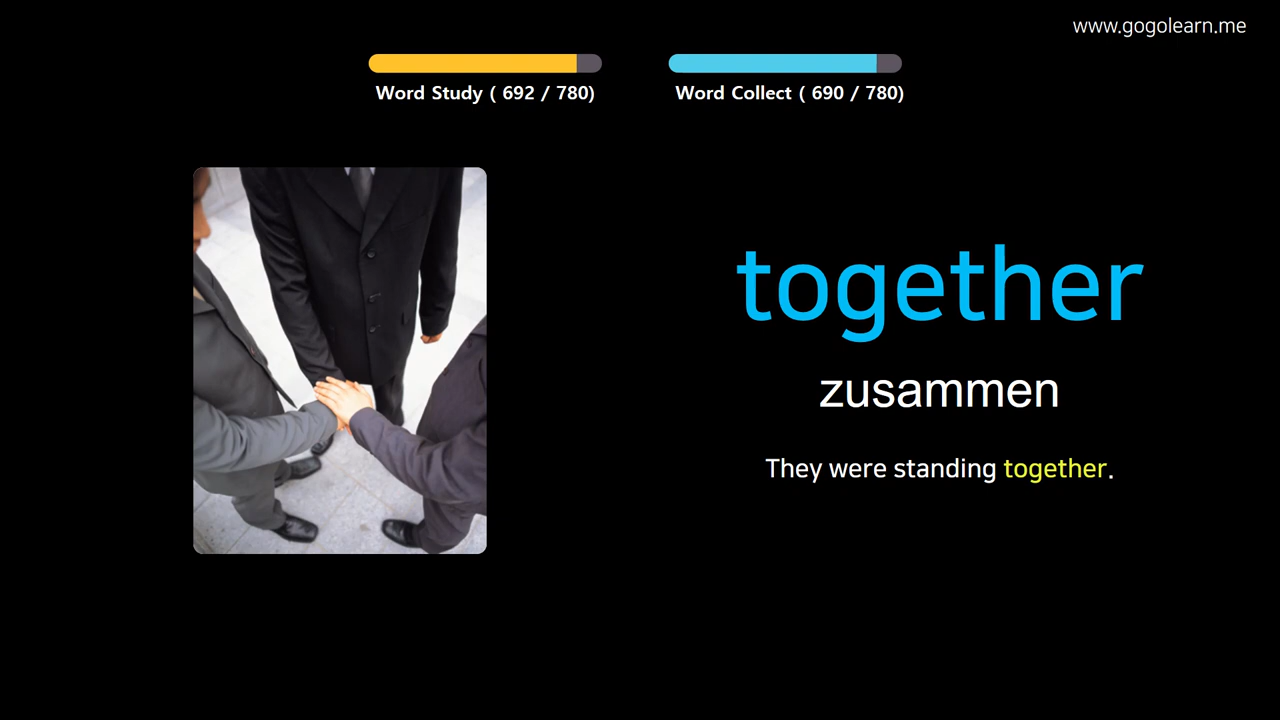 www.gogolearn.me
Word Study ( 692 / 780)
Word Collect ( 690 / 780)
together
zusammen
They were standing together.